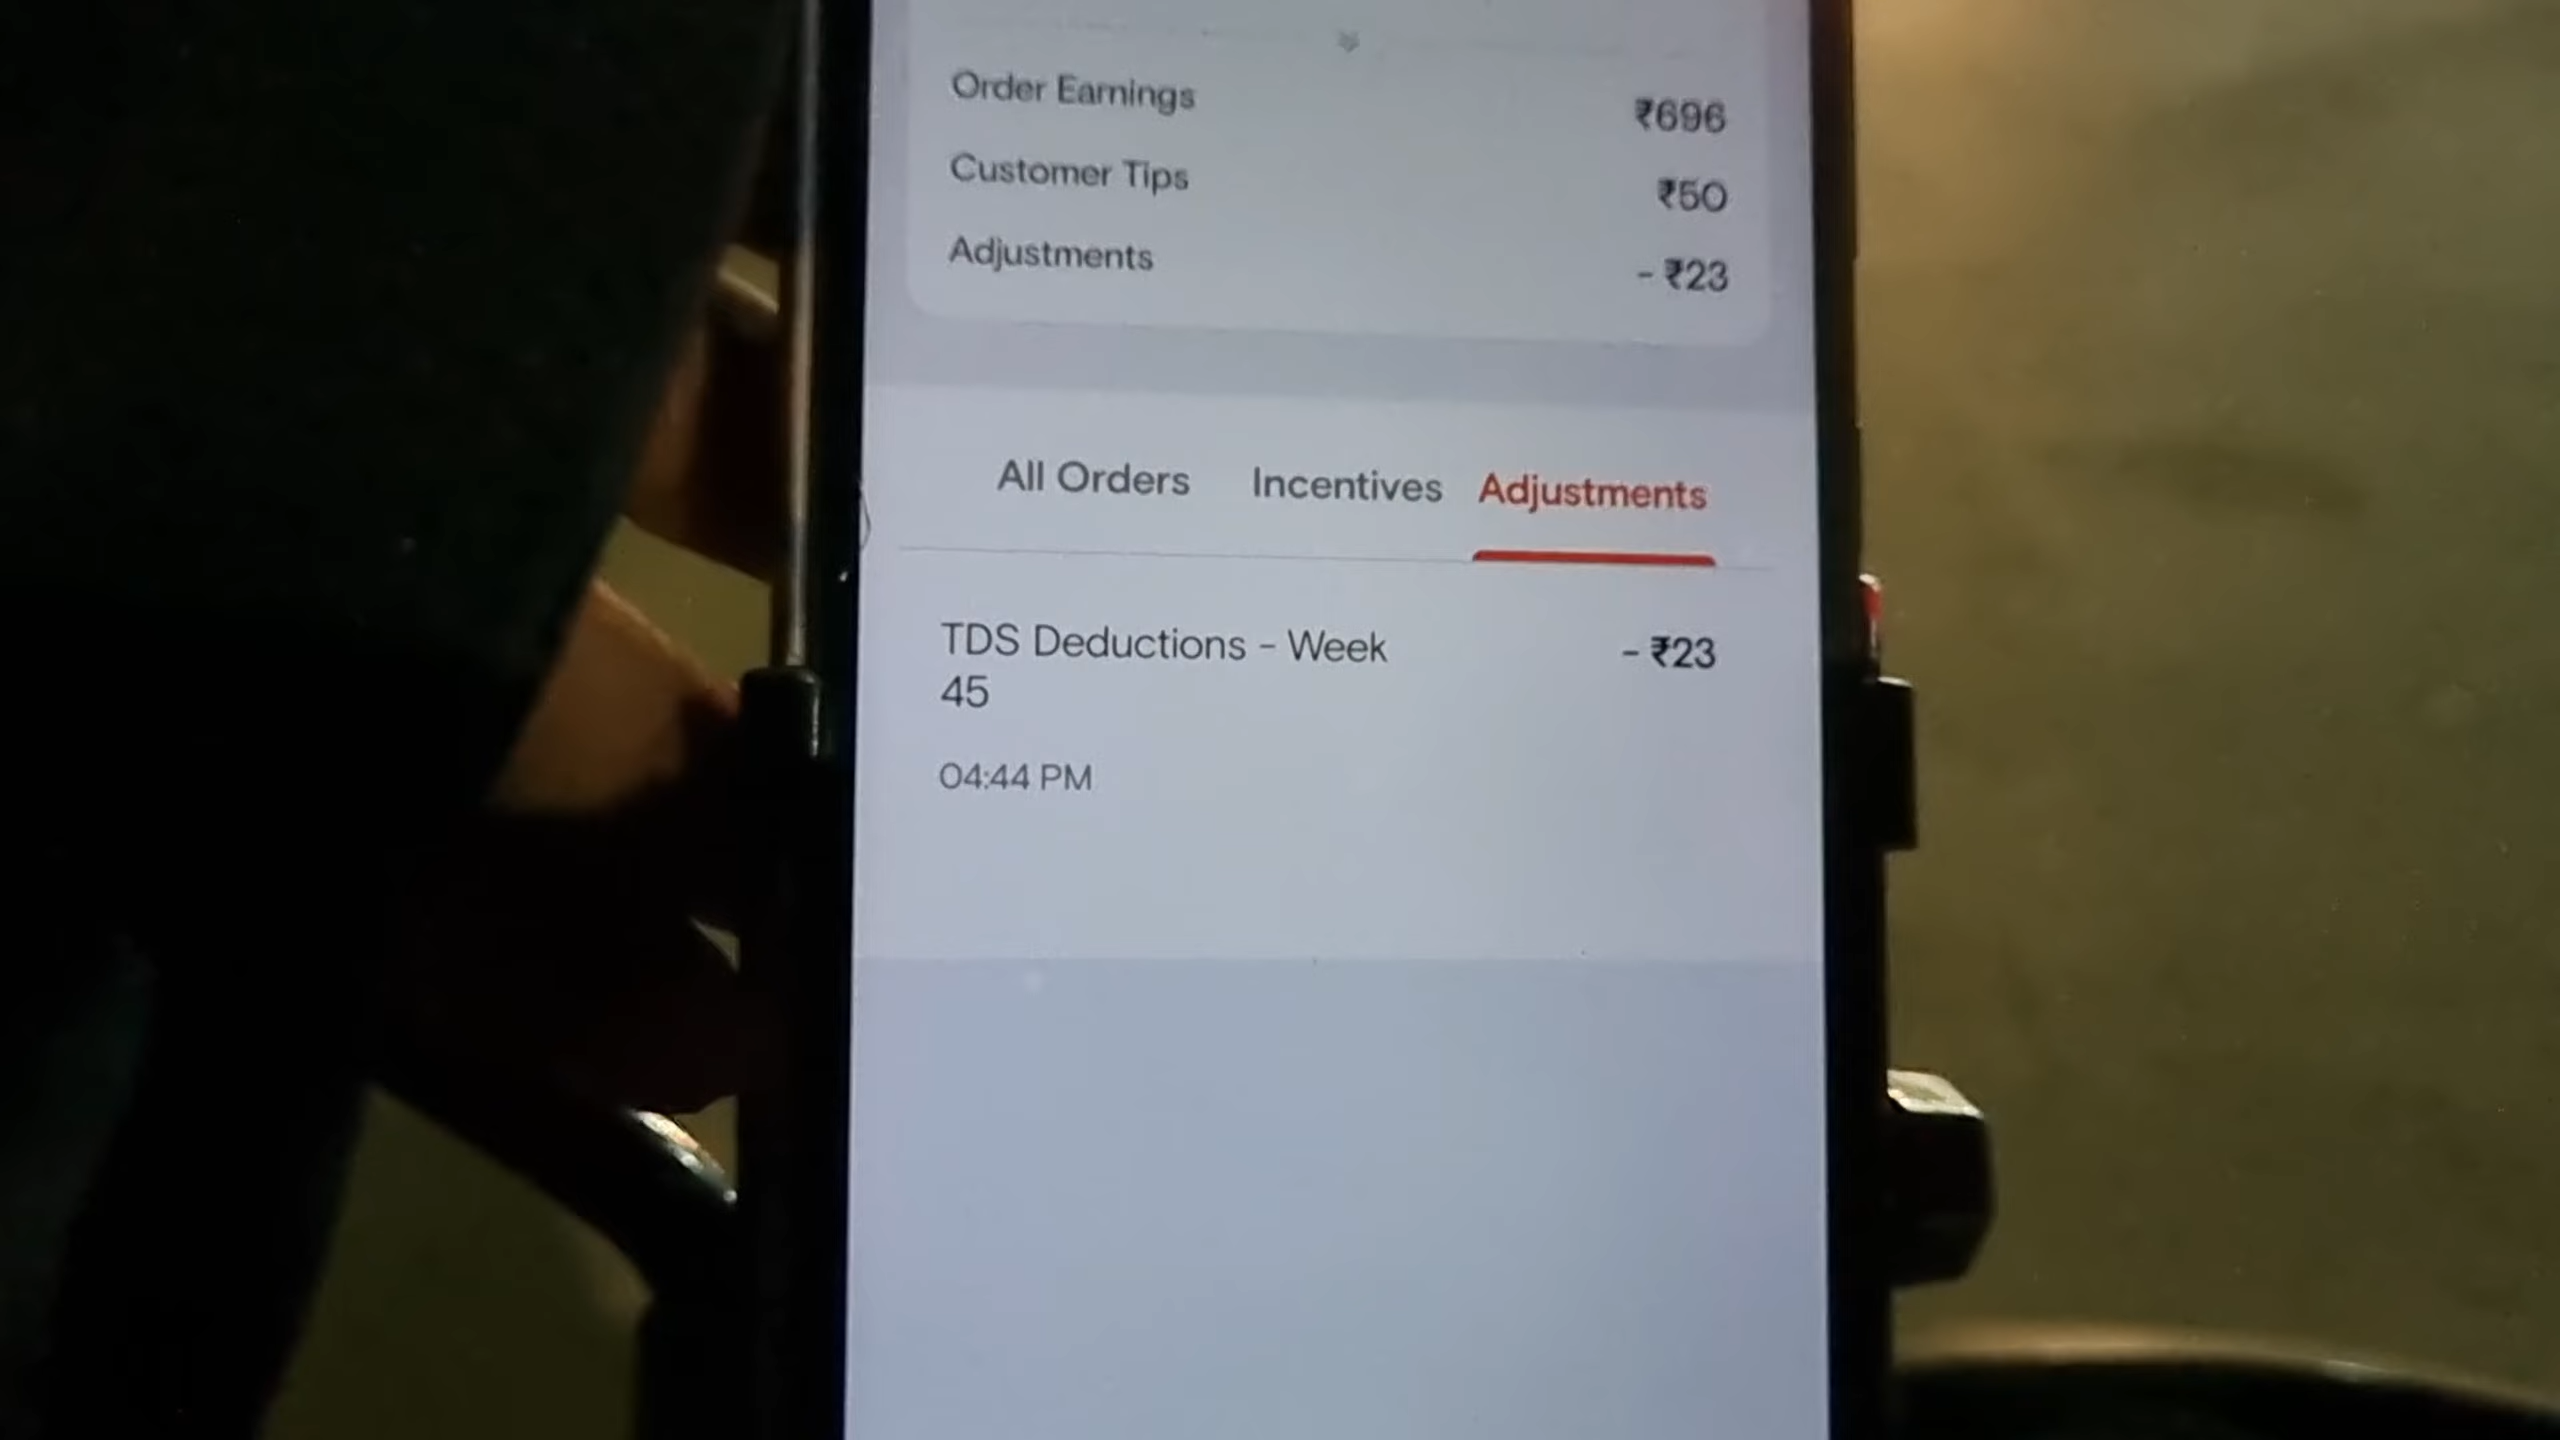 Order Earnings ₹696
Customer Tips ₹50
Adjustments - ₹23
All Orders Incentives Adjustments
TDS Deductions - Week - ₹23
45
04:44 PM